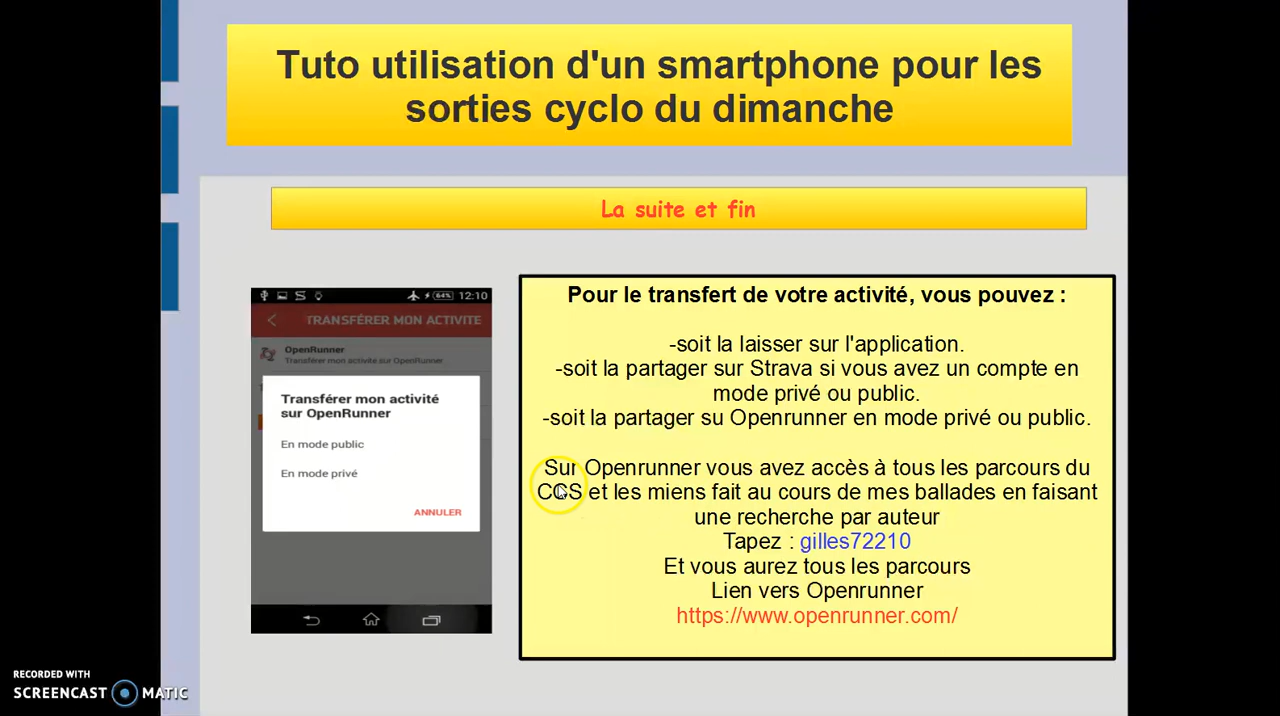 Tuto utilisation d'un smartphone pour les
sorties cyclo du dimanche
La suite et fin
64% 12:10
TRANSFÉRER MON ACTIVITE
OpenRunner
Transférer mon activité sur OpenRunner
Transférer mon activité
sur OpenRunner
En mode public
En mode privé
ANNULER
Pour le transfert de votre activité, vous pouvez :
-soit la laisser sur l'application.
-soit la partager sur Strava si vous avez un compte en
mode privé ou public.
-soit la partager su Openrunner en mode privé ou public.
Sur Openrunner vous avez accès à tous les parcours du
et les miens fait au cours de mes ballades en faisant
une recherche par auteur
Tapez : gilles72210
Et vous aurez tous les parcours
Lien vers Openrunner
https://www.openrunner.com/
RECORDED WITH
SCREENCAST MATIC